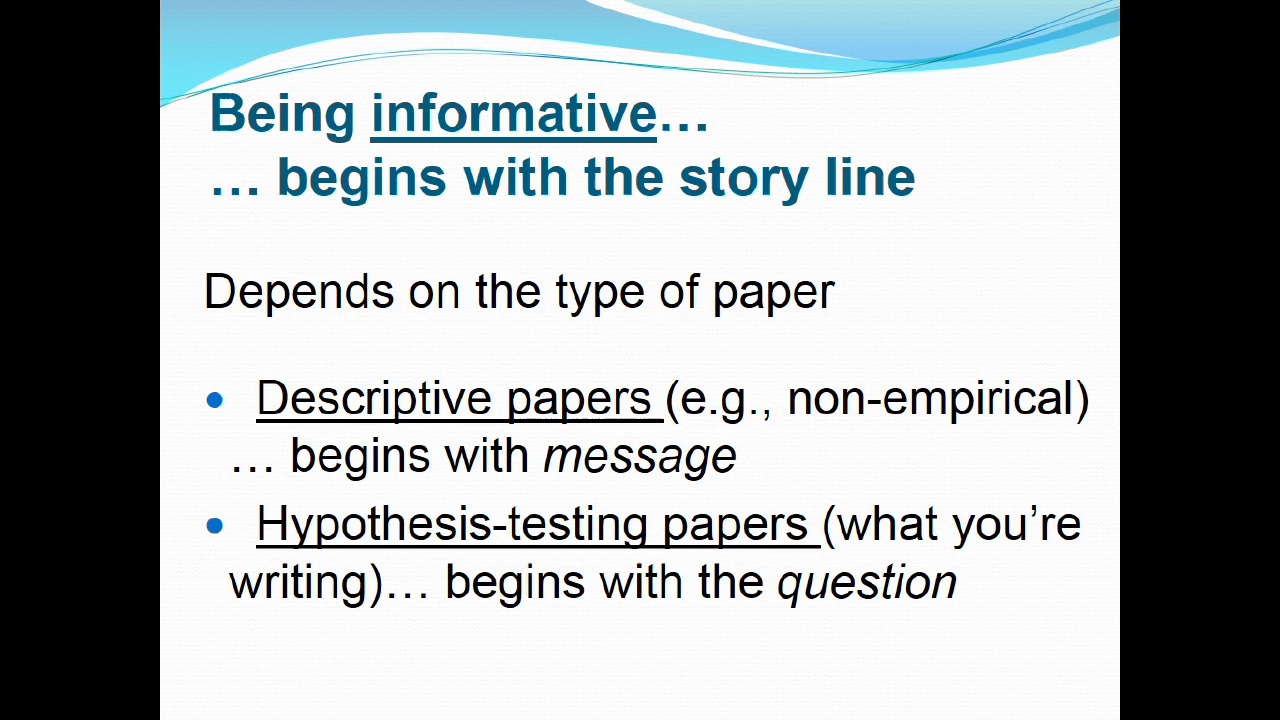 Being informative…
… begins with the story line
Depends on the type of paper
• Descriptive papers (e.g., non-empirical)
… begins with message
• Hypothesis-testing papers (what you’re
writing)… begins with the question